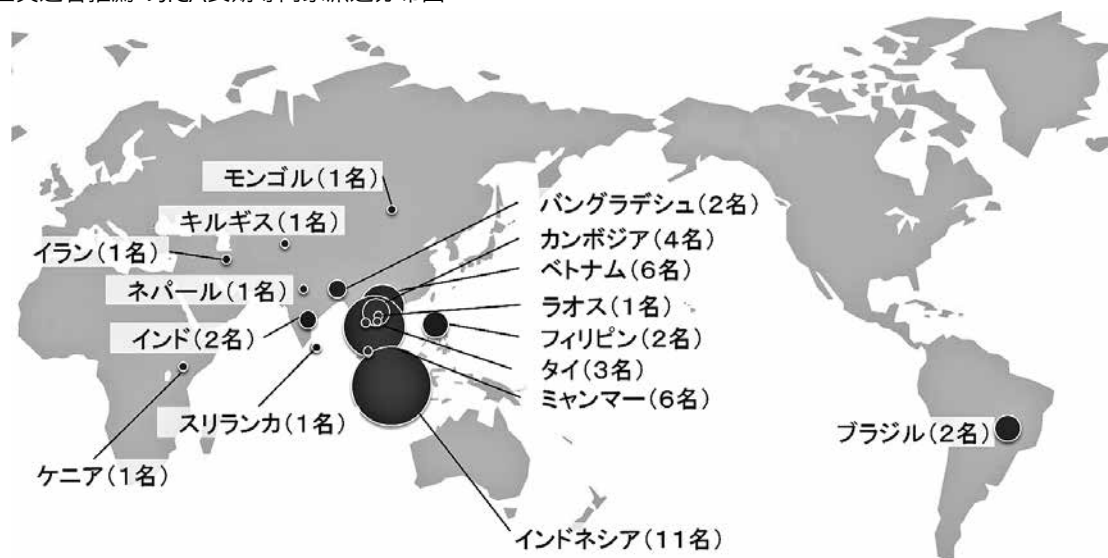 モンゴル(1名)
キルギス(1名)
イラン(1名)
ネパール(1名)
インド(2名)
スリランカ(1名)
ケニア(1名)
バングラデシュ(2名)
カンボジア(4名)
ベトナム(6名)
ラオス(1名)
フィリピン(2名)
タイ(3名)
ミャンマー(6名)
インドネシア(11名)
ブラジル(2名)